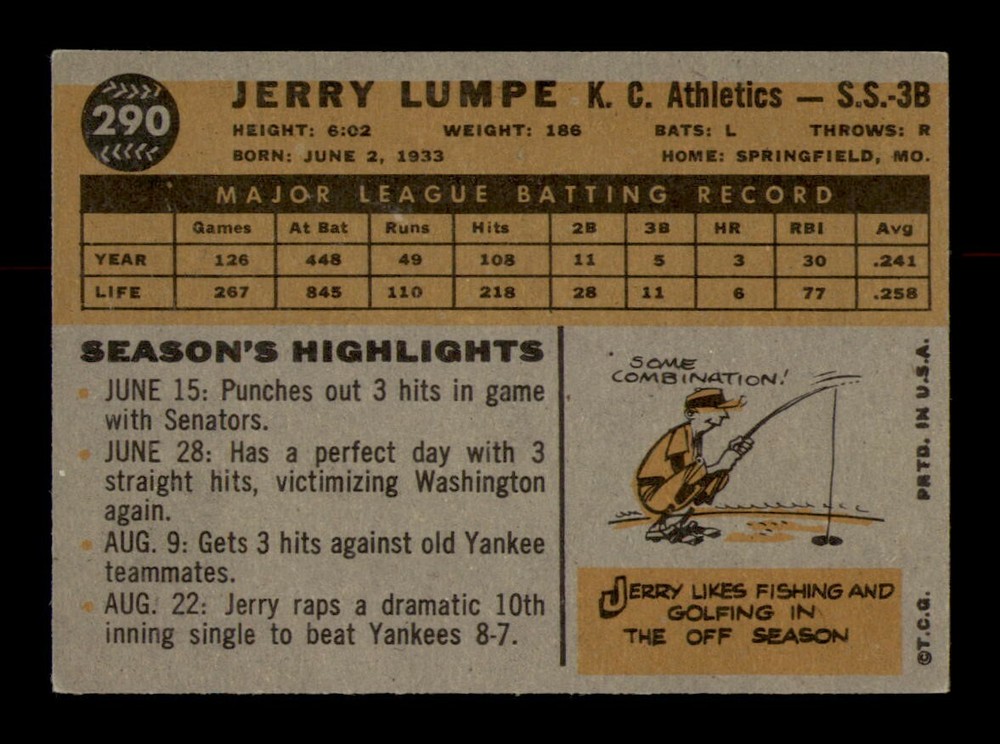 290
JERRY LUMPE K. C. Athletics — S.S.-3B
HEIGHT: 6:02 WEIGHT: 186 BATS: L THROWS: R
BORN: JUNE 2, 1933 HOME: SPRINGFIELD, MO.
MAJOR LEAGUE BATTING RECORD
Games At Bat Runs Hits 2B 3B HR RBI Avg
YEAR 126 448 49 108 11 5 3 30 .241
LIFE 267 845 110 218 28 11 6 77 .258
SEASON'S HIGHLIGHTS
• JUNE 15: Punches out 3 hits in game
with Senators.
• JUNE 28: Has a perfect day with 3
straight hits, victimizing Washington
again.
• AUG. 9: Gets 3 hits against old Yankee
teammates.
• AUG. 22: Jerry raps a dramatic 10th
inning single to beat Yankees 8-7.
SOME
COMBINATION!
JERRY LIKES FISHING AND
GOLFING IN
THE OFF SEASON
©T.C.G. PRTD. IN U.S.A.